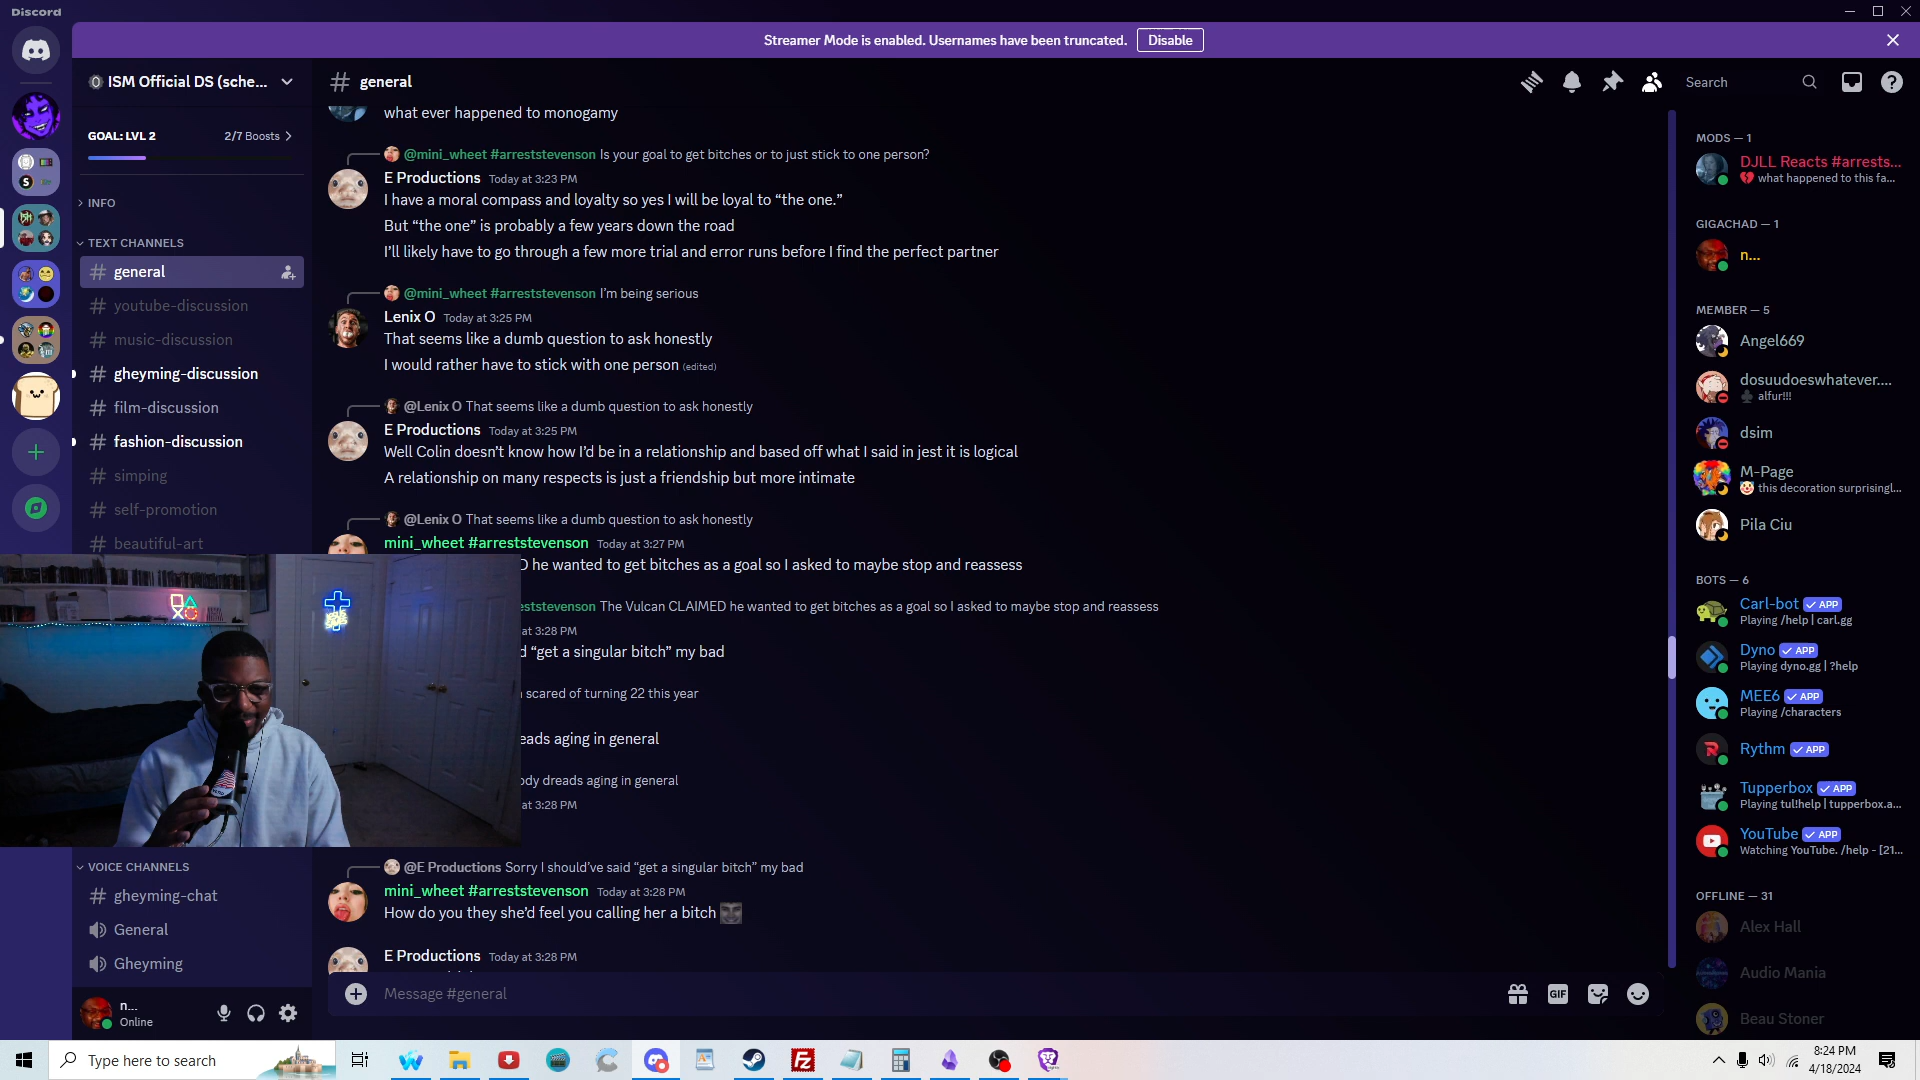 Discord
Streamer Mode is enabled. Usernames have been truncated.
Disable
ISM Official DS (sche...
general
Search
GOAL: LVL 2
2/7 Boosts
INFO
TEXT CHANNELS
general
youtube-discussion
music-discussion
gheyming-discussion
film-discussion
fashion-discussion
simping
self-promotion
beautiful-art
VOICE CHANNELS
gheyming-chat
General
Gheyming
n...
Online
what ever happened to monogamy
@mini_wheet #arreststevenson Is your goal to get bitches or to just stick to one person?
E Productions Today at 3:23 PM
I have a moral compass and loyalty so yes I will be loyal to “the one.”
But “the one” is probably a few years down the road
I’ll likely have to go through a few more trial and error runs before I find the perfect partner
@mini_wheet #arreststevenson I’m being serious
Lenix O Today at 3:25 PM
That seems like a dumb question to ask honestly
I would rather have to stick with one person (edited)
@Lenix O That seems like a dumb question to ask honestly
E Productions Today at 3:25 PM
Well Colin doesn’t know how I’d be in a relationship and based off what I said in jest it is logical
A relationship on many respects is just a friendship but more intimate
@Lenix O That seems like a dumb question to ask honestly
mini_wheet #arreststevenson Today at 3:27 PM
D he wanted to get bitches as a goal so I asked to maybe stop and reassess
eststevenson The Vulcan CLAIMED he wanted to get bitches as a goal so I asked to maybe stop and reassess
at 3:28 PM
d “get a singular bitch” my bad
scared of turning 22 this year
eads aging in general
ody dreads aging in general
at 3:28 PM
@E Productions Sorry I should’ve said “get a singular bitch” my bad
mini_wheet #arreststevenson Today at 3:28 PM
How do you they she’d feel you calling her a bitch
E Productions Today at 3:28 PM
Message #general
GIF
MODS — 1
DJLL Reacts #arrests...
what happened to this fa...
GIGACHAD — 1
n...
MEMBER — 5
Angel669
dosuudoeswhatever....
alfur!!!
dsim
M-Page
this decoration surprisingl...
Pila Ciu
BOTS — 6
Carl-bot APP
Playing /help | carl.gg
Dyno APP
Playing dyno.gg | ?help
MEE6 APP
Playing /characters
Rythm APP
Tupperbox APP
Playing tul!help | tupperbox.a...
YouTube APP
Watching YouTube. /help - [21...
OFFLINE — 31
Alex Hall
Audio Mania
Beau Stoner
Type here to search
8:24 PM
4/18/2024